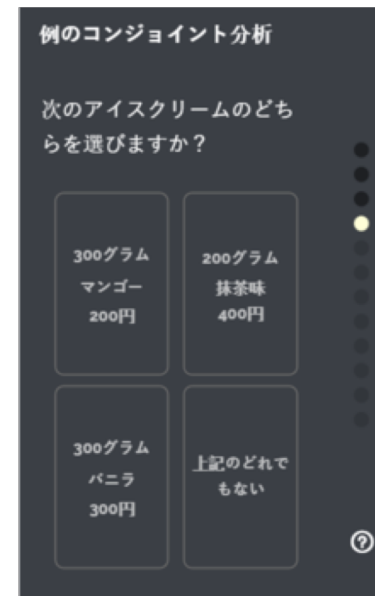 例のコンジョイント分析
次のアイスクリームのどち
らを選びますか？
300グラム
マンゴー
200円
200グラム
抹茶味
400円
300グラム
バニラ
300円
上記のどれで
もない
?